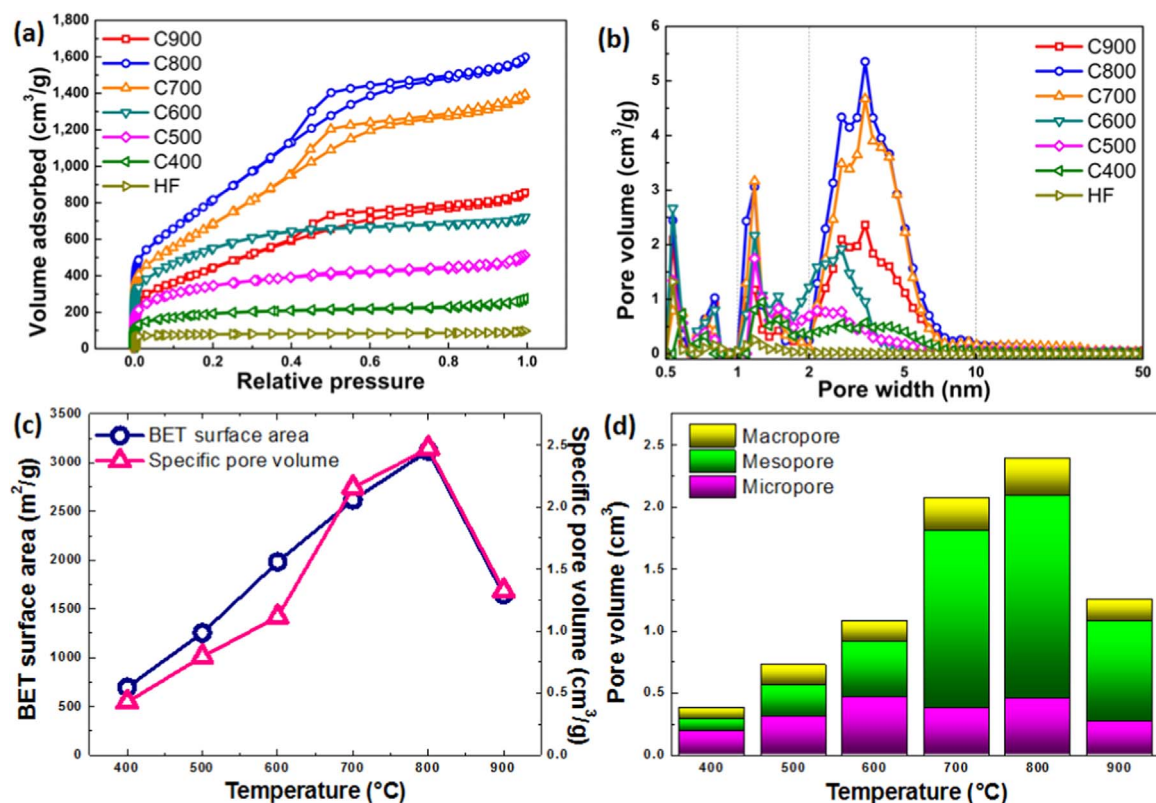 (a)
C900
C800
C700
C600
C500
C400
HF
1,800
1,600
1,400
1,200
1,000
800
600
400
200
0
Volume adsorbed (cm³/g)
0.0 0.2 0.4 0.6 0.8 1.0
Relative pressure
(b)
C900
C800
C700
C600
C500
C400
HF
6
5
4
3
2
1
0
Pore volume (cm³/g)
0.5 1 2 5 10 50
Pore width (nm)
(c)
BET surface area
Specific pore volume
3500
3000
2500
2000
1500
1000
500
0
BET surface area (m²/g)
2.5
2.0
1.5
1.0
0.5
0.0
Specific pore volume (cm³/g)
400 500 600 700 800 900
Temperature (°C)
(d)
Macropore
Mesopore
Micropore
2.5
2.0
1.5
1.0
0.5
0.0
Pore volume (cm³)
400 500 600 700 800 900
Temperature (°C)